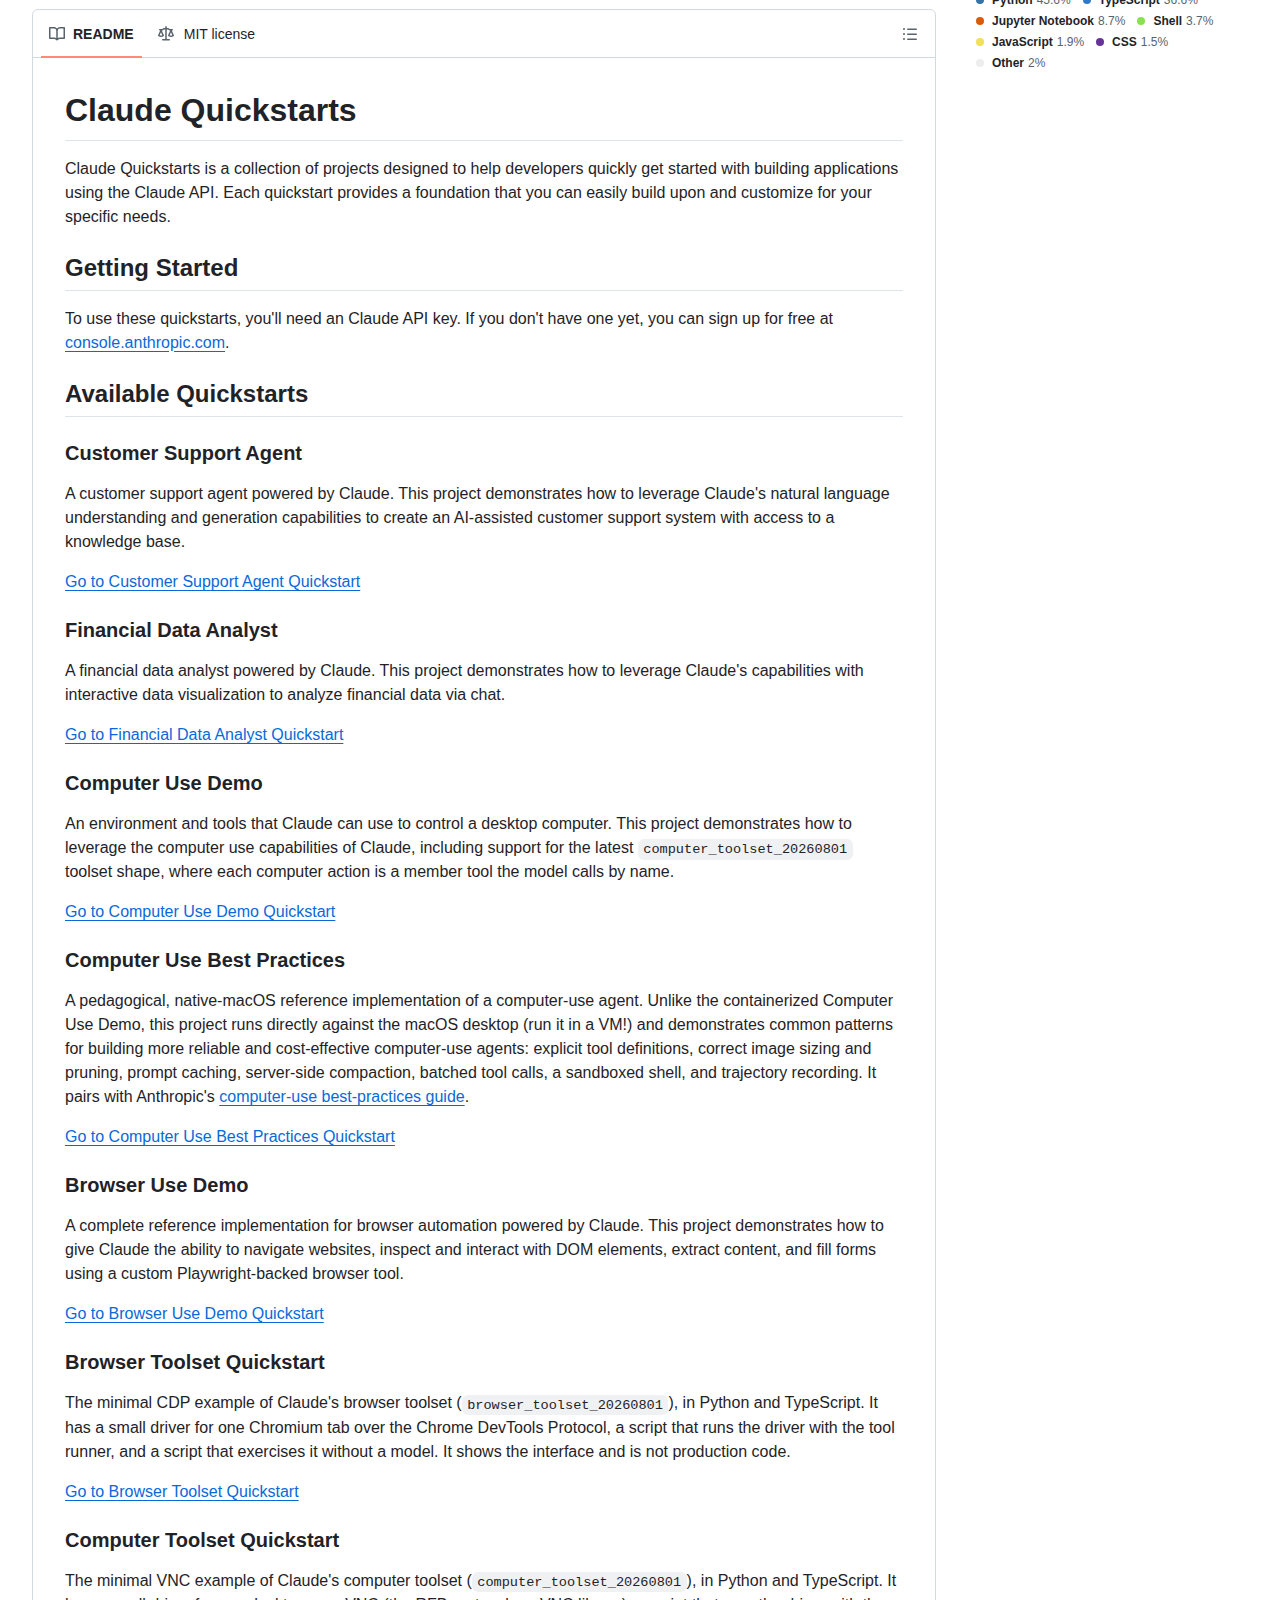 Python 45.6% TypeScript 36.6%
Jupyter Notebook 8.7% Shell 3.7%
JavaScript 1.9% CSS 1.5%
Other 2%
README MIT license
Claude Quickstarts
Claude Quickstarts is a collection of projects designed to help developers quickly get started with building applications
using the Claude API. Each quickstart provides a foundation that you can easily build upon and customize for your
specific needs.
Getting Started
To use these quickstarts, you'll need an Claude API key. If you don't have one yet, you can sign up for free at
console.anthropic.com.
Available Quickstarts
Customer Support Agent
A customer support agent powered by Claude. This project demonstrates how to leverage Claude's natural language
understanding and generation capabilities to create an AI-assisted customer support system with access to a
knowledge base.
Go to Customer Support Agent Quickstart
Financial Data Analyst
A financial data analyst powered by Claude. This project demonstrates how to leverage Claude's capabilities with
interactive data visualization to analyze financial data via chat.
Go to Financial Data Analyst Quickstart
Computer Use Demo
An environment and tools that Claude can use to control a desktop computer. This project demonstrates how to
leverage the computer use capabilities of Claude, including support for the latest computer_toolset_20260801
toolset shape, where each computer action is a member tool the model calls by name.
Go to Computer Use Demo Quickstart
Computer Use Best Practices
A pedagogical, native-macOS reference implementation of a computer-use agent. Unlike the containerized Computer
Use Demo, this project runs directly against the macOS desktop (run it in a VM!) and demonstrates common patterns
for building more reliable and cost-effective computer-use agents: explicit tool definitions, correct image sizing and
pruning, prompt caching, server-side compaction, batched tool calls, a sandboxed shell, and trajectory recording. It
pairs with Anthropic's computer-use best-practices guide.
Go to Computer Use Best Practices Quickstart
Browser Use Demo
A complete reference implementation for browser automation powered by Claude. This project demonstrates how to
give Claude the ability to navigate websites, inspect and interact with DOM elements, extract content, and fill forms
using a custom Playwright-backed browser tool.
Go to Browser Use Demo Quickstart
Browser Toolset Quickstart
The minimal CDP example of Claude's browser toolset (browser_toolset_20260801), in Python and TypeScript. It
has a small driver for one Chromium tab over the Chrome DevTools Protocol, a script that runs the driver with the tool
runner, and a script that exercises it without a model. It shows the interface and is not production code.
Go to Browser Toolset Quickstart
Computer Toolset Quickstart
The minimal VNC example of Claude's computer toolset (computer_toolset_20260801), in Python and TypeScript. It